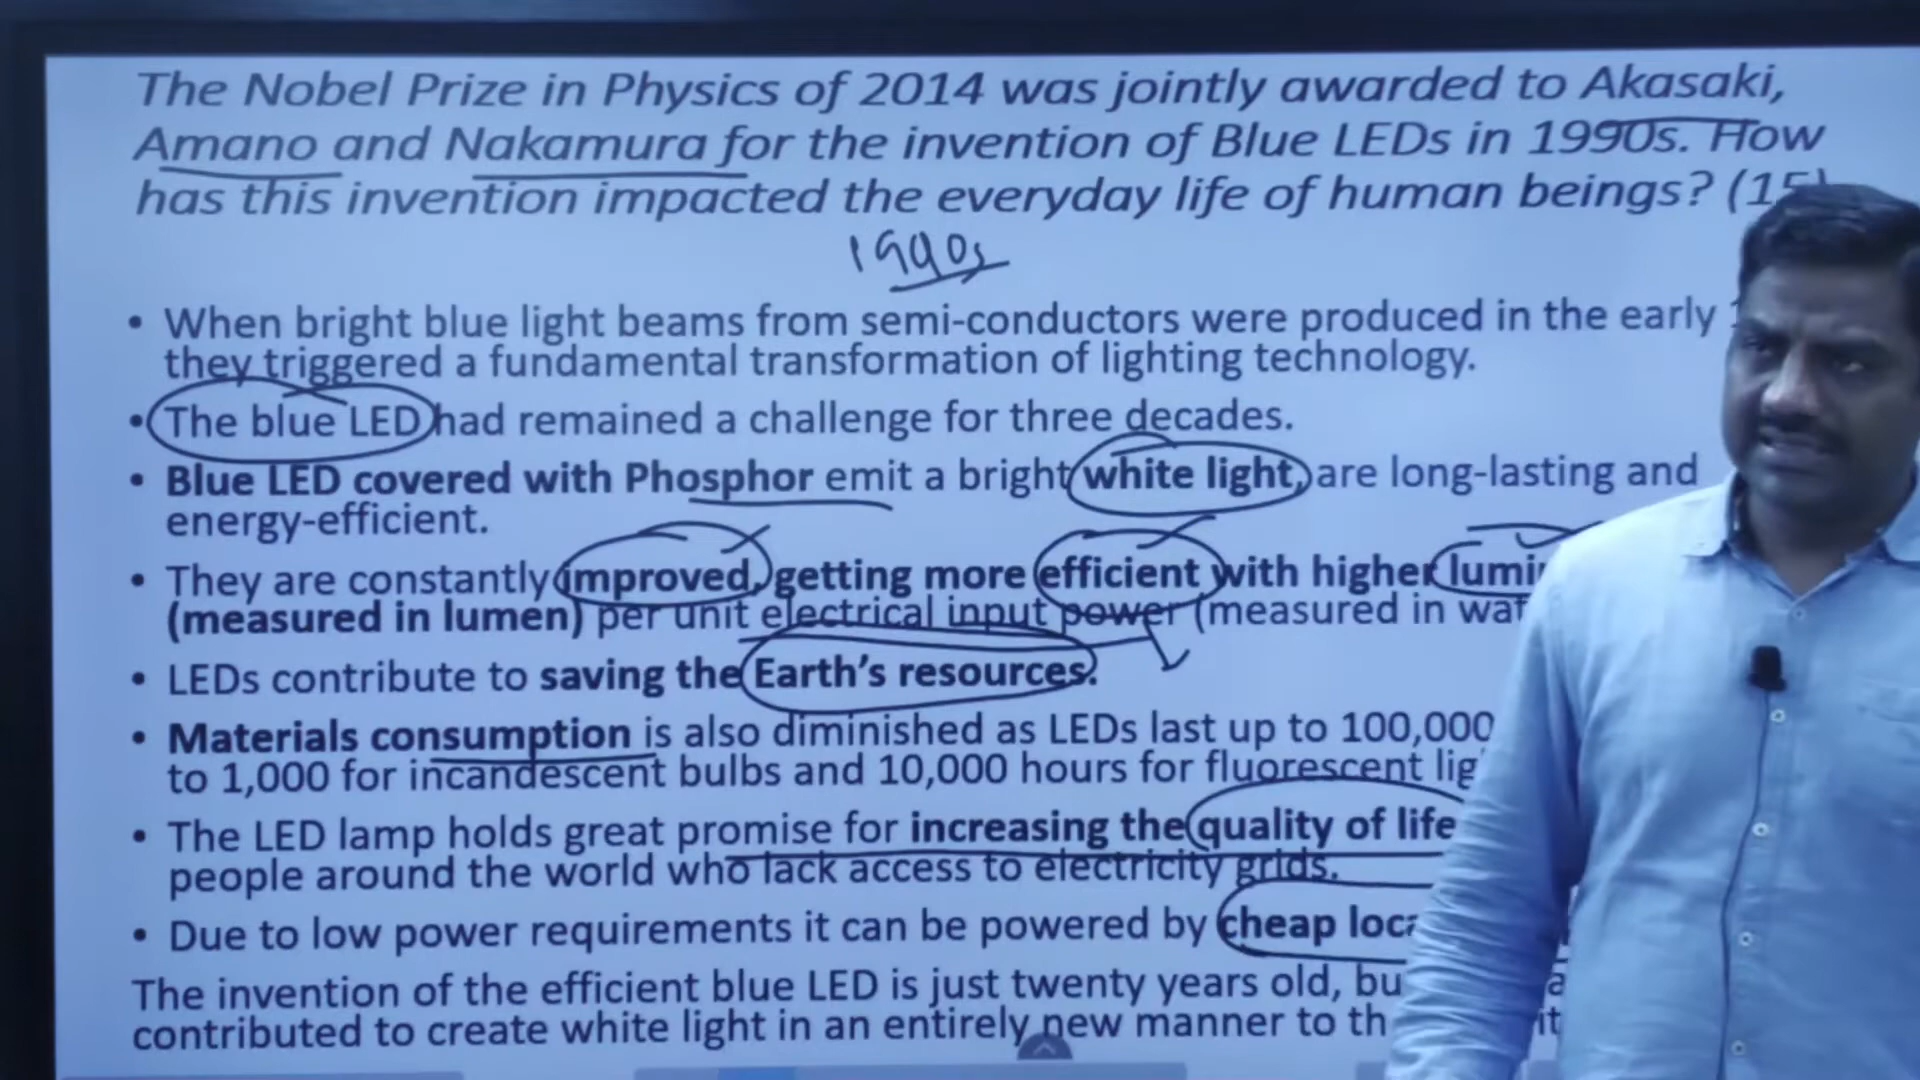 The Nobel Prize in Physics of 2014 was jointly awarded to Akasaki,
Amano and Nakamura for the invention of Blue LEDs in 1990s. How
has this invention impacted the everyday life of human beings? (15)
1990s
• When bright blue light beams from semi-conductors were produced in the early
they triggered a fundamental transformation of lighting technology.
• The blue LED had remained a challenge for three decades.
• Blue LED covered with Phosphor emit a bright white light, are long-lasting and
energy-efficient.
• They are constantly improved, getting more efficient with higher
(measured in lumen) per unit electrical input power (measured in
• LEDs contribute to saving the Earth's resources.
• Materials consumption is also diminished as LEDs last up to 100,000
to 1,000 for incandescent bulbs and 10,000 hours for fluorescent
• The LED lamp holds great promise for increasing the quality of life
people around the world who lack access to electricity grids.
• Due to low power requirements it can be powered by cheap
The invention of the efficient blue LED is just twenty years old,
contributed to create white light in an entirely new manner to